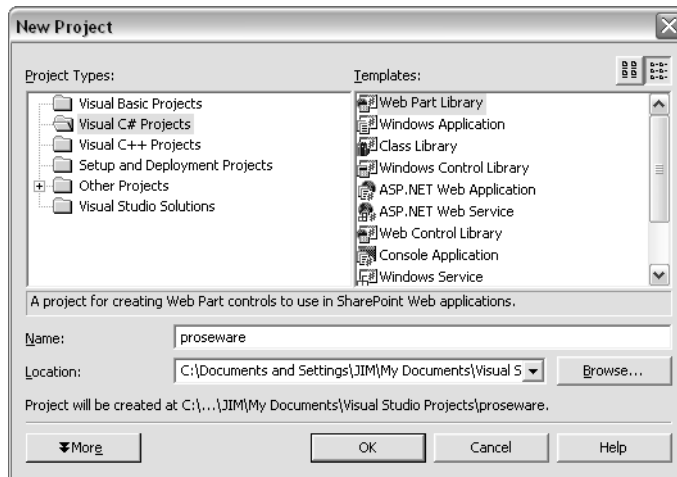 New Project
Project Types:
Templates:
Visual Basic Projects
Visual C# Projects
Visual C++ Projects
Setup and Deployment Projects
Other Projects
Visual Studio Solutions
Web Part Library
Windows Application
Class Library
Windows Control Library
ASP.NET Web Application
ASP.NET Web Service
Web Control Library
Console Application
Windows Service
A project for creating Web Part controls to use in SharePoint Web applications.
Name:
proseware
Location:
C:\Documents and Settings\JIM\My Documents\Visual S
Browse...
Project will be created at C:\...\JIM\My Documents\Visual Studio Projects\proseware.
More
OK
Cancel
Help